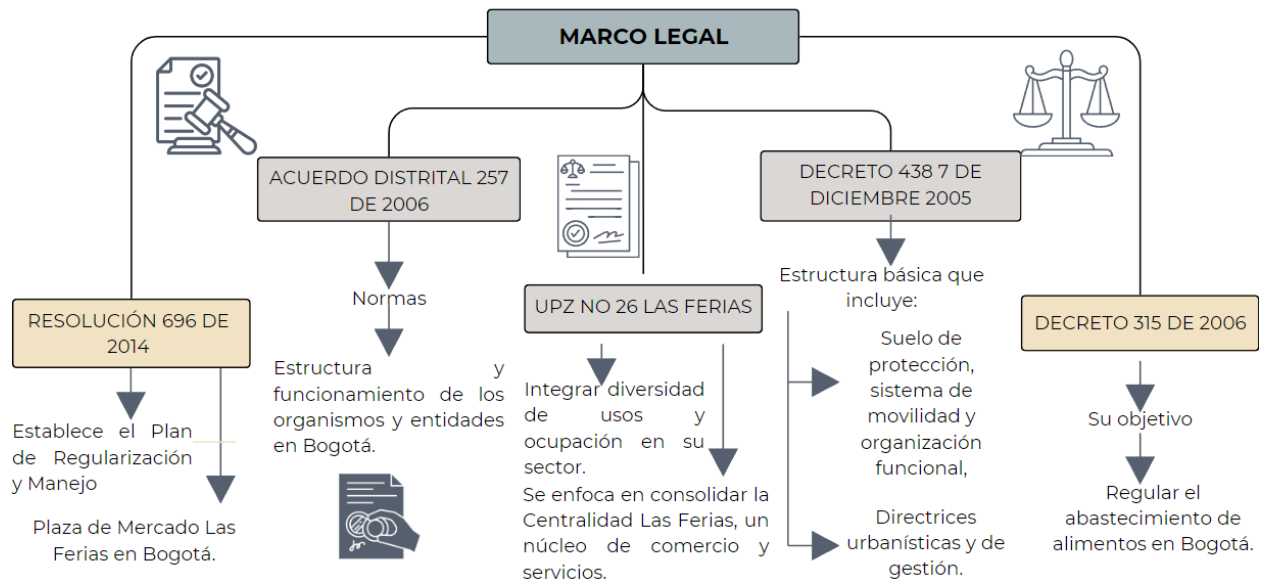 MARCO LEGAL
RESOLUCIÓN 696 DE
2014
Establece el Plan
de Regularización
y Manejo
Plaza de Mercado Las
Ferias en Bogotá.
ACUERDO DISTRITAL 257
DE 2006
Normas
Estructura y
funcionamiento de los
organismos y entidades
en Bogotá.
UPZ NO 26 LAS FERIAS
Integrar diversidad
de usos y
ocupación en su
sector.
Se enfoca en consolidar la
Centralidad Las Ferias, un
núcleo de comercio y
servicios.
DECRETO 438 7 DE
DICIEMBRE 2005
Estructura básica que
incluye:
Suelo de
protección,
sistema de
movilidad y
organización
funcional,
Directrices
urbanísticas y de
gestión.
DECRETO 315 DE 2006
Su objetivo
Regular el
abastecimiento de
alimentos en Bogotá.